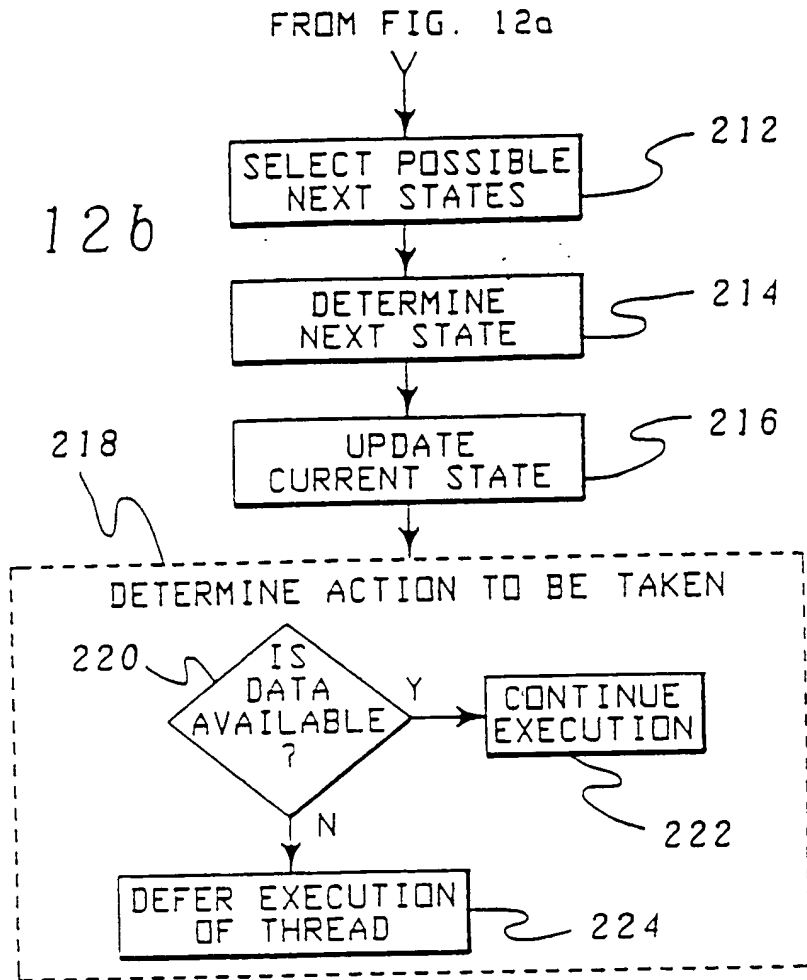 FROM FIG. 12a
212
SELECT POSSIBLE
NEXT STATES
12b
214
DETERMINE
NEXT STATE
216
UPDATE
CURRENT STATE
218
DETERMINE ACTION TO BE TAKEN
220
IS
DATA
AVAILABLE
?
Y
CONTINUE
EXECUTION
222
N
DEFER EXECUTION
OF THREAD
224